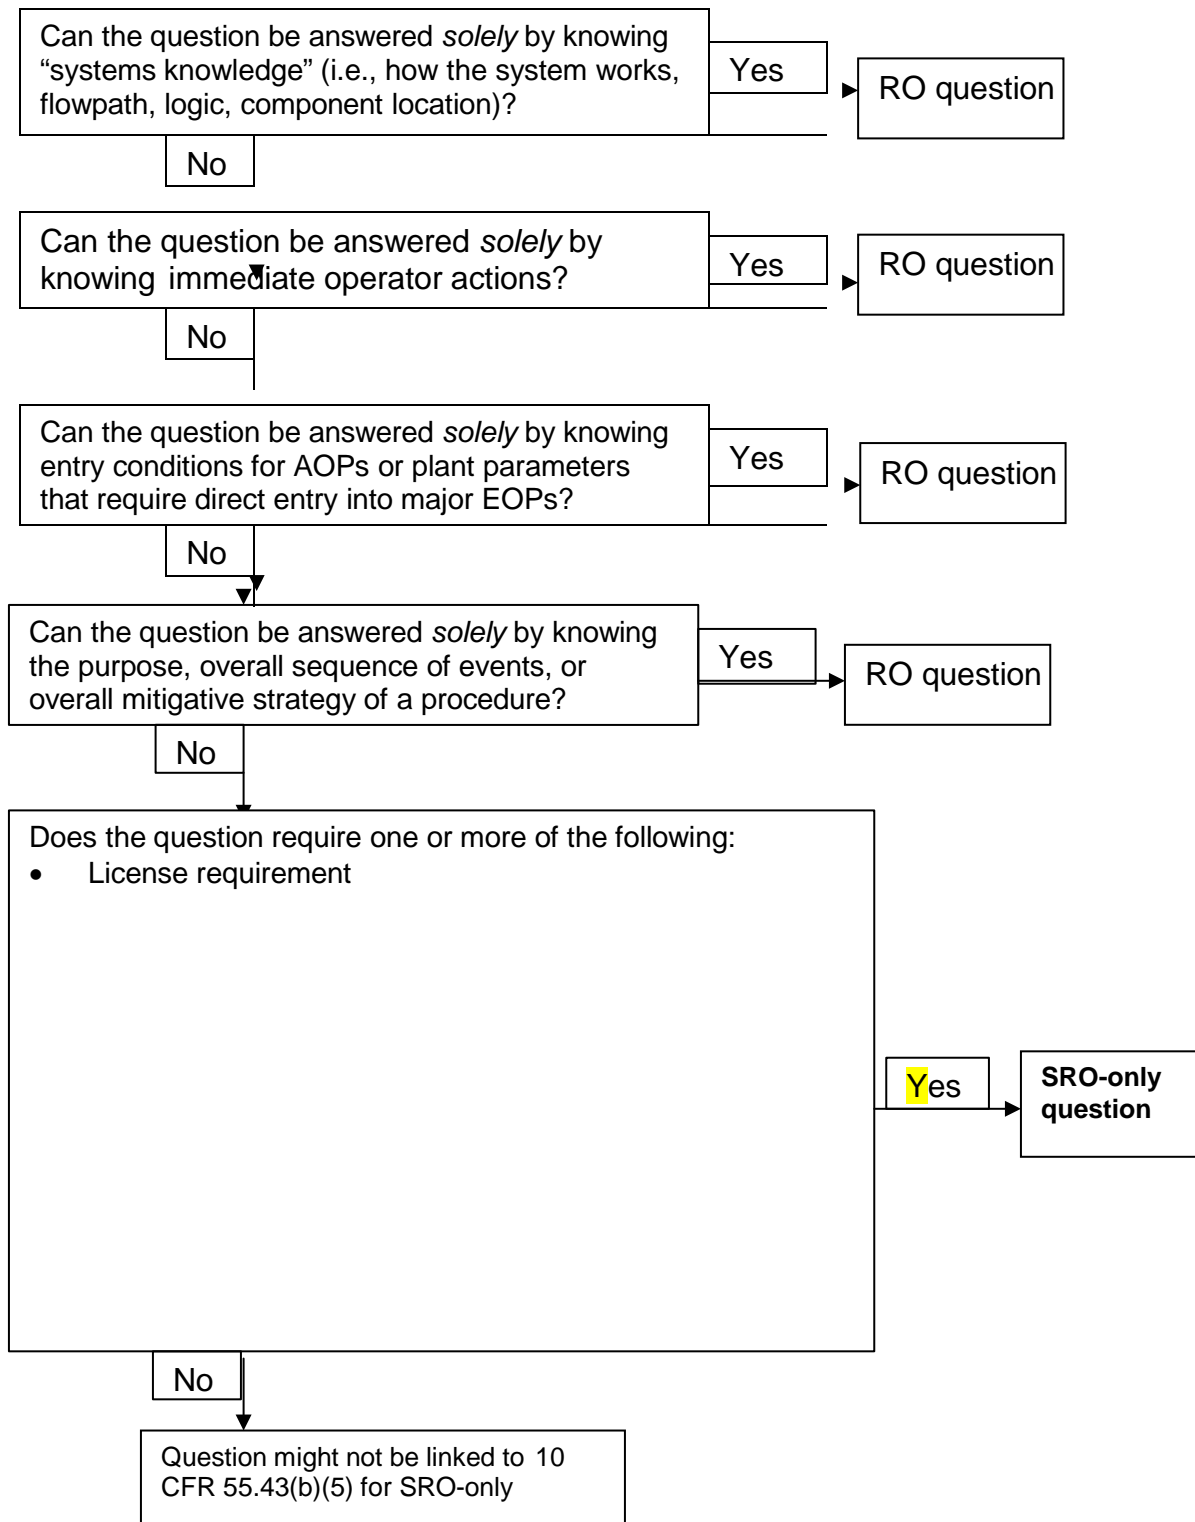 Can the question be answered solely by knowing
“systems knowledge” (i.e., how the system works,
flowpath, logic, component location)?
Yes
RO question
No
Can the question be answered solely by
knowing immediate operator actions?
Yes
RO question
No
Can the question be answered solely by knowing
entry conditions for AOPs or plant parameters
that require direct entry into major EOPs?
Yes
RO question
No
Can the question be answered solely by knowing
the purpose, overall sequence of events, or
overall mitigative strategy of a procedure?
Yes
RO question
No
Does the question require one or more of the following:
• License requirement
Yes
SRO-only
question
No
Question might not be linked to 10
CFR 55.43(b)(5) for SRO-only